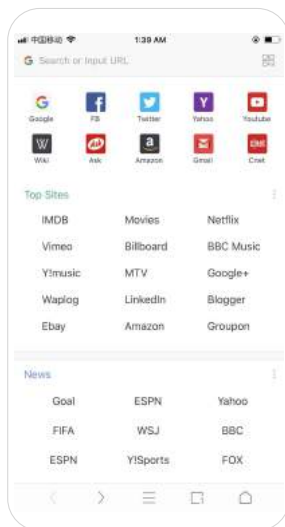 中国移动 1:39 AM
Search or Input URL
Google FB Twitter Yahoo Youtube
Wiki Ask Amazon Gmail Cnet
Top Sites
IMDB Movies Netflix
Vimeo Billboard BBC Music
Y!music MTV Google+
Waplog LinkedIn Blogger
Ebay Amazon Groupon
News
Goal ESPN Yahoo
FIFA WSJ BBC
ESPN Y!Sports FOX